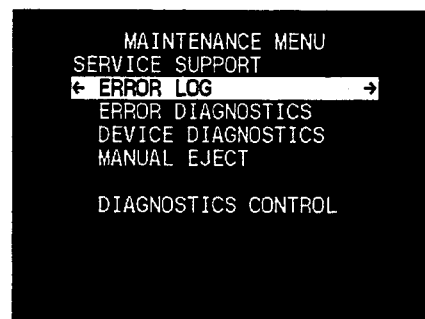 MAINTENANCE MENU
SERVICE SUPPORT
← ERROR LOG →
ERROR DIAGNOSTICS
DEVICE DIAGNOSTICS
MANUAL EJECT
DIAGNOSTICS CONTROL